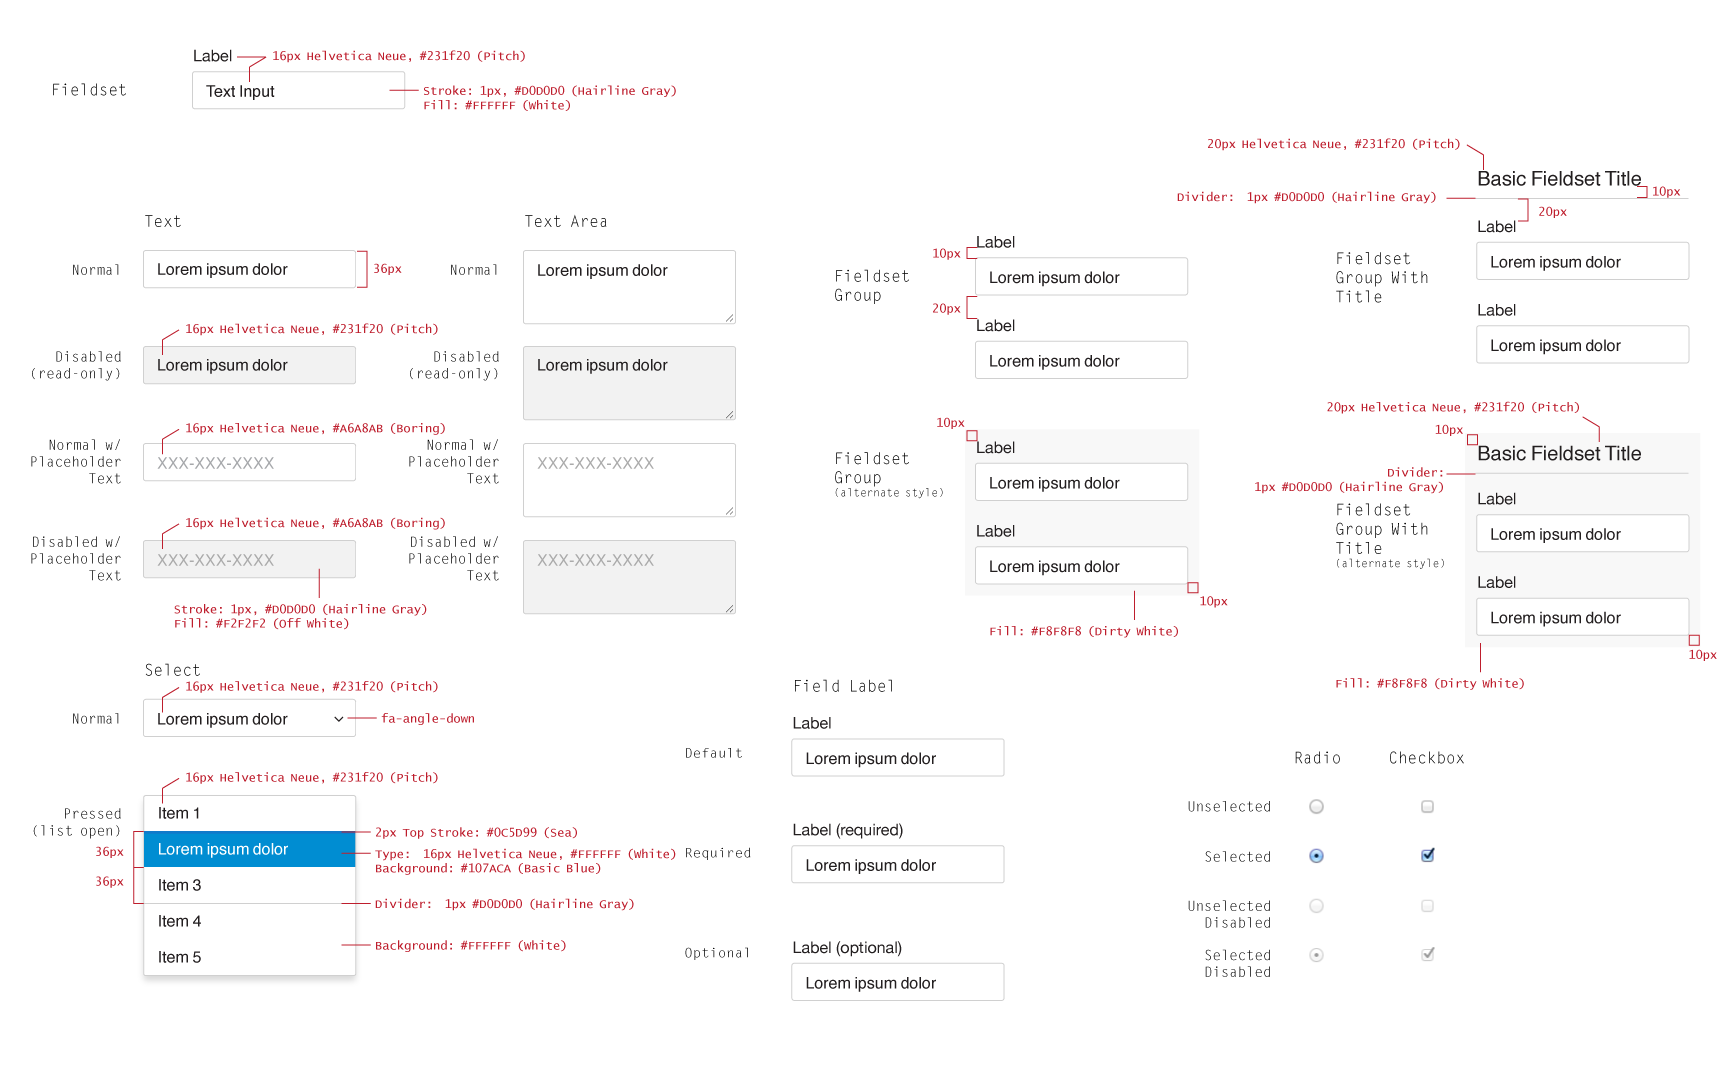 Label
16px Helvetica Neue, #231f20 (Pitch)
Fieldset
Text Input
Stroke: 1px, #D0D0D0 (Hairline Gray)
Fill: #FFFFFF (White)
Text
Normal
Lorem ipsum dolor
36px
16px Helvetica Neue, #231f20 (Pitch)
Disabled
(read-only)
Lorem ipsum dolor
16px Helvetica Neue, #A6A8AB (Boring)
Normal w/
Placeholder
Text
XXX-XXX-XXXX
16px Helvetica Neue, #A6A8AB (Boring)
Disabled w/
Placeholder
Text
XXX-XXX-XXXX
Stroke: 1px, #D0D0D0 (Hairline Gray)
Fill: #F2F2F2 (Off White)
Text Area
Normal
Lorem ipsum dolor
Disabled
(read-only)
Lorem ipsum dolor
Normal w/
Placeholder
Text
XXX-XXX-XXXX
Disabled w/
Placeholder
Text
XXX-XXX-XXXX
Fieldset
Group
10px
Label
Lorem ipsum dolor
20px
Label
Lorem ipsum dolor
Fieldset
Group
(alternate style)
10px
Label
Lorem ipsum dolor
Label
Lorem ipsum dolor
10px
Fill: #F8F8F8 (Dirty White)
20px Helvetica Neue, #231f20 (Pitch)
Basic Fieldset Title
10px
Divider: 1px #D0D0D0 (Hairline Gray)
20px
Label
Fieldset
Group With
Title
Lorem ipsum dolor
Label
Lorem ipsum dolor
20px Helvetica Neue, #231f20 (Pitch)
10px
Basic Fieldset Title
Divider:
1px #D0D0D0 (Hairline Gray)
Fieldset
Group With
Title
(alternate style)
Label
Lorem ipsum dolor
Label
Lorem ipsum dolor
10px
Fill: #F8F8F8 (Dirty White)
Select
16px Helvetica Neue, #231f20 (Pitch)
Normal
Lorem ipsum dolor
fa-angle-down
16px Helvetica Neue, #231f20 (Pitch)
Pressed
(list open)
Item 1
2px Top Stroke: #0C5D99 (Sea)
36px
Lorem ipsum dolor
Type: 16px Helvetica Neue, #FFFFFF (White)
Background: #107ACA (Basic Blue)
36px
Item 3
Divider: 1px #D0D0D0 (Hairline Gray)
Item 4
Background: #FFFFFF (White)
Item 5
Field Label
Default
Label
Lorem ipsum dolor
Required
Label (required)
Lorem ipsum dolor
Optional
Label (optional)
Lorem ipsum dolor
Radio
Checkbox
Unselected
Selected
Unselected
Disabled
Selected
Disabled